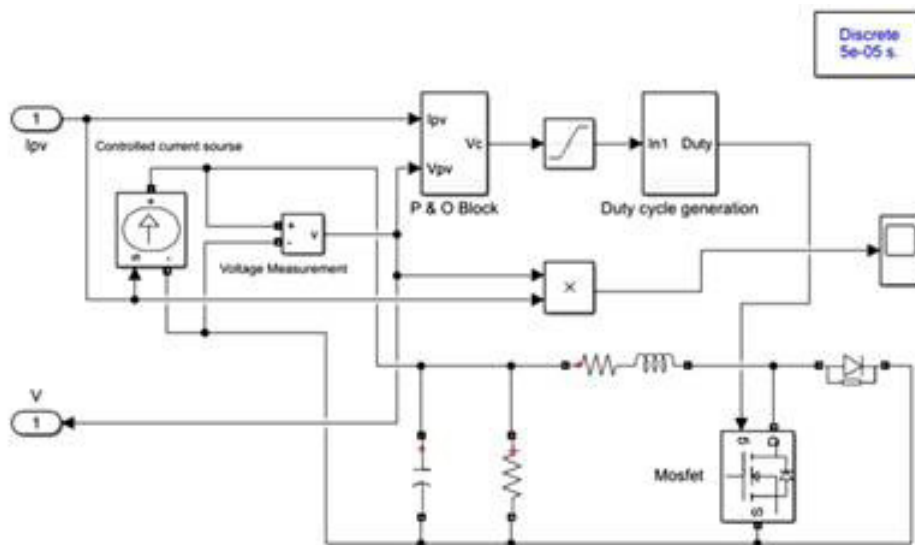 Discrete
5e-05 s.
1
Ipv
Controlled current sourse
Ipv
Vpv
Vc
P & O Block
In1
Duty
Duty cycle generation
+
-
s
+
-
v
Voltage Measurement
×
V
1
+
+
+
g
D
S
Mosfet